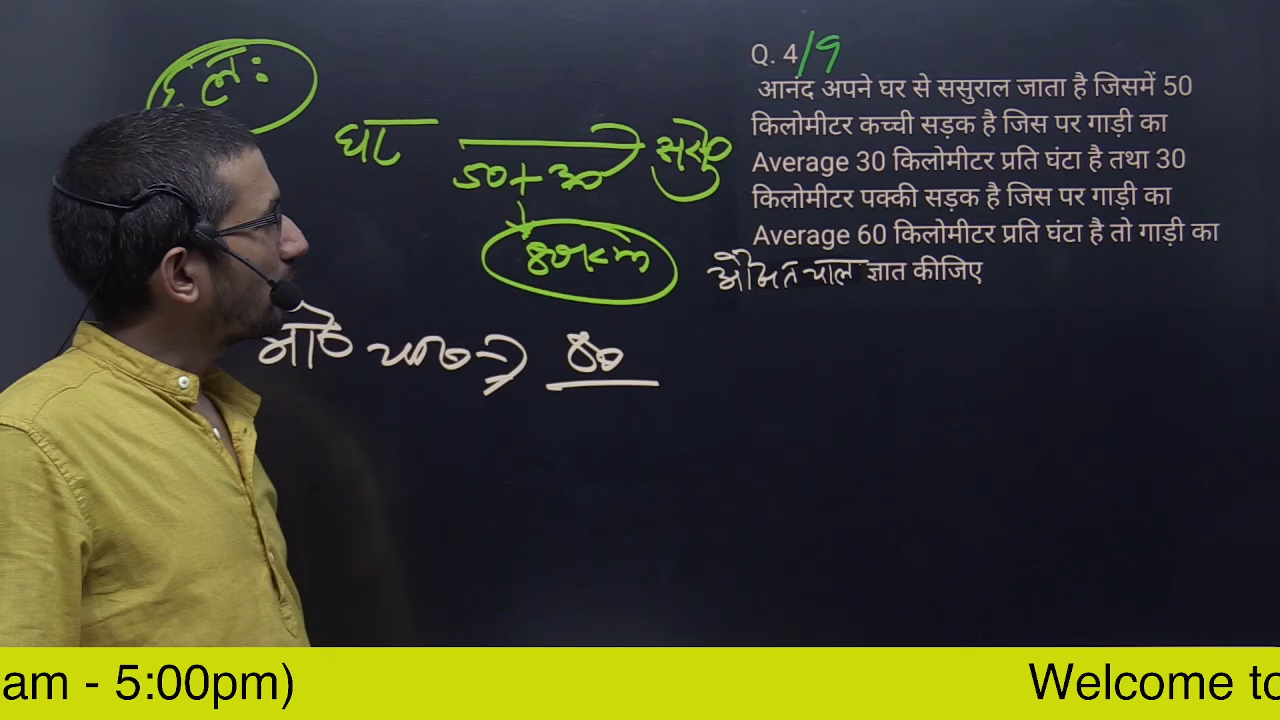 Q. 4/9
आनंद अपने घर से ससुराल जाता है जिसमें 50
किलोमीटर कच्ची सड़क है जिस पर गाड़ी का
Average 30 किलोमीटर प्रति घंटा है तथा 30
किलोमीटर पक्की सड़क है जिस पर गाड़ी का
Average 60 किलोमीटर प्रति घंटा है तो गाड़ी का
औसत चाल ज्ञात कीजिए
हल:
घर
50+30
80km
चाल → 80
am - 5:00pm) Welcome to